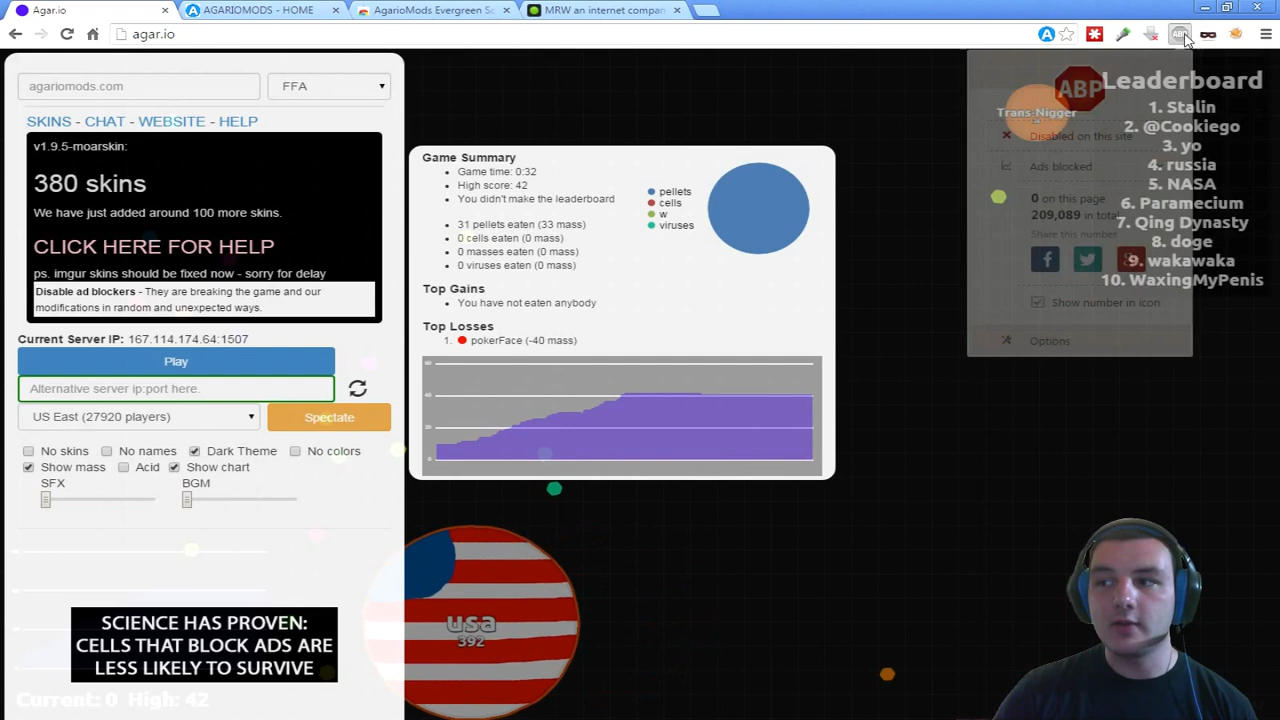 Agar.io
AGARIOMODS - HOME
AgarioMods Evergreen Sc
MRW an internet compan
agar.io
ABP
agariomods.com
FFA
SKINS - CHAT - WEBSITE - HELP
v1.9.5-moarskin:
380 skins
We have just added around 100 more skins.
CLICK HERE FOR HELP
ps. imgur skins should be fixed now - sorry for delay
Disable ad blockers - They are breaking the game and our
modifications in random and unexpected ways.
Current Server IP: 167.114.174.64:1507
Play
Alternative server ip:port here.
US East (27920 players)
Spectate
No skins
No names
Dark Theme
No colors
Show mass
Acid
Show chart
SFX
BGM
SCIENCE HAS PROVEN:
CELLS THAT BLOCK ADS ARE
LESS LIKELY TO SURVIVE
Current: 0 High: 42
Game Summary
Game time: 0:32
High score: 42
You didn't make the leaderboard
31 pellets eaten (33 mass)
0 cells eaten (0 mass)
0 masses eaten (0 mass)
0 viruses eaten (0 mass)
pellets
cells
w
viruses
Top Gains
You have not eaten anybody
Top Losses
1. pokerFace (-40 mass)
60
40
20
0
usa
392
ABP
Trans-Nigger
Disabled on this site
Ads blocked
0 on this page
209,089 in total
Share this number
Show number in icon
Options
Leaderboard
1. Stalin
2. @Cookiego
3. yo
4. russia
5. NASA
6. Paramecium
7. Qing Dynasty
8. doge
9. wakawaka
10. WaxingMyPenis